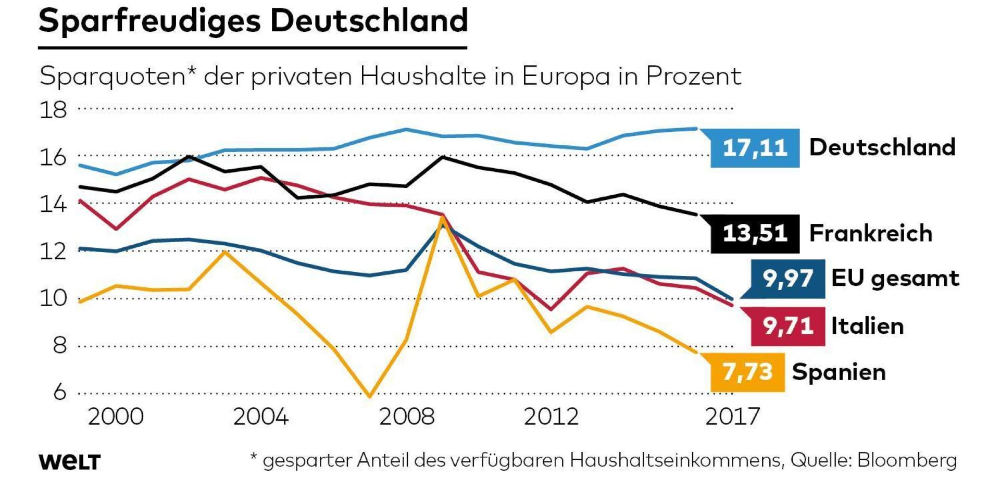 Sparfreudiges Deutschland
Sparquoten* der privaten Haushalte in Europa in Prozent
18
16
14
12
10
8
6
17,11 Deutschland
13,51 Frankreich
9,97 EU gesamt
9,71 Italien
7,73 Spanien
2000 2004 2008 2012 2017
WELT
* gesparter Anteil des verfügbaren Haushaltseinkommens, Quelle: Bloomberg